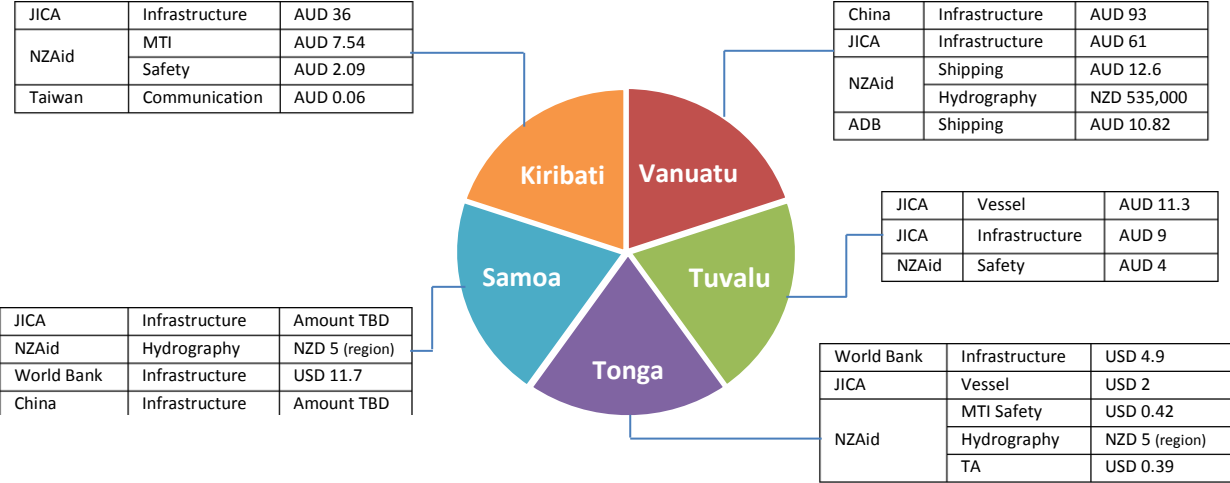 JICA Infrastructure AUD 36
NZAid MTI AUD 7.54
Safety AUD 2.09
Taiwan Communication AUD 0.06
China Infrastructure AUD 93
JICA Infrastructure AUD 61
NZAid Shipping AUD 12.6
Hydrography NZD 535,000
ADB Shipping AUD 10.82
Kiribati
Vanuatu
JICA Vessel AUD 11.3
JICA Infrastructure AUD 9
NZAid Safety AUD 4
Samoa
Tuvalu
Tonga
JICA Infrastructure Amount TBD
NZAid Hydrography NZD 5 (region)
World Bank Infrastructure USD 11.7
China Infrastructure Amount TBD
World Bank Infrastructure USD 4.9
JICA Vessel USD 2
NZAid MTI Safety USD 0.42
Hydrography NZD 5 (region)
TA USD 0.39